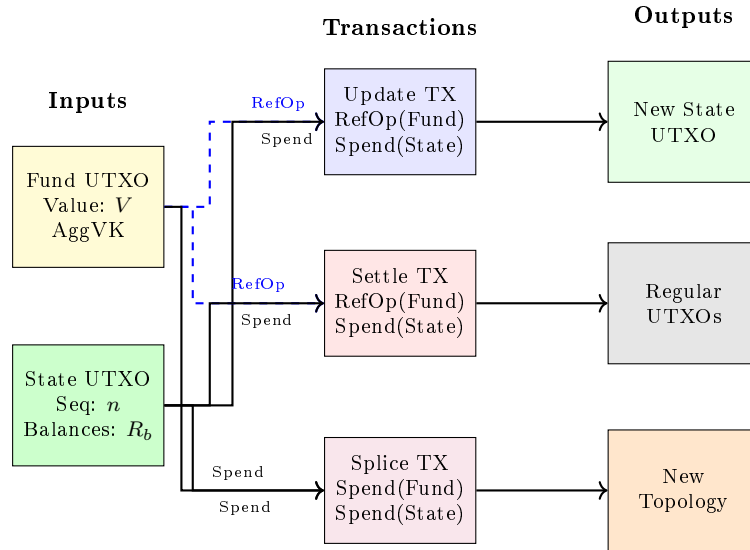 Outputs
Transactions
Inputs
Fund UTXO
Value: V
AggVK
State UTXO
Seq: n
Balances: R_b
RefOp
Spend
RefOp
Spend
Spend
Spend
Update TX
RefOp(Fund)
Spend(State)
Settle TX
RefOp(Fund)
Spend(State)
Splice TX
Spend(Fund)
Spend(State)
New State
UTXO
Regular
UTXOs
New
Topology